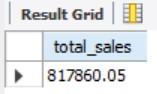 Result Grid
total_sales
817860.05